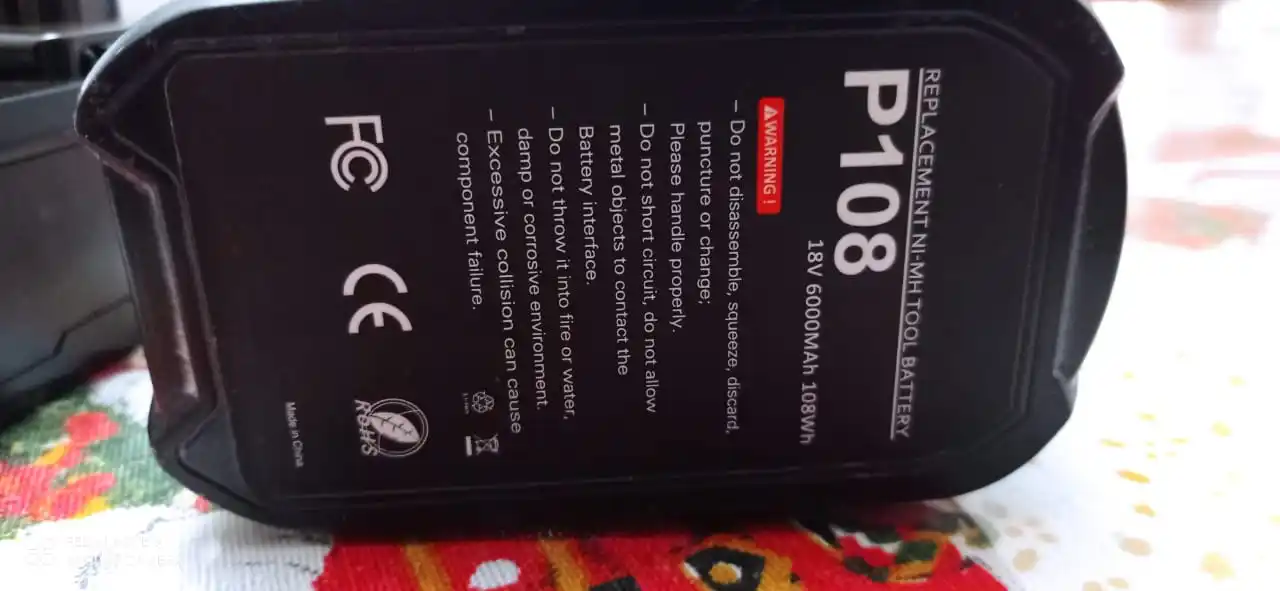 REPLACEMENT NI-MH TOOL BATTERY
P108
18V 6000MAh 108Wh
WARNING !
– Do not disassemble, squeeze, discard,
puncture or change;
Please handle properly.
– Do not short circuit, do not allow
metal objects to contact the
Battery interface.
– Do not throw it into fire or water,
damp or corrosive environment.
– Excessive collision can cause
component failure.
FC
CE
RoHS
Made in China